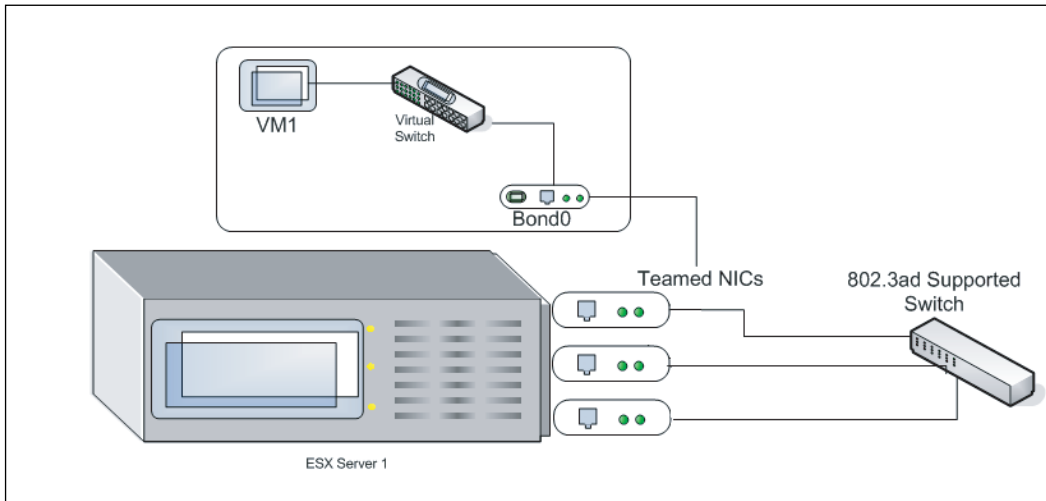 VM1
Virtual
Switch
Bond0
Teamed NICs
802.3ad Supported
Switch
ESX Server 1